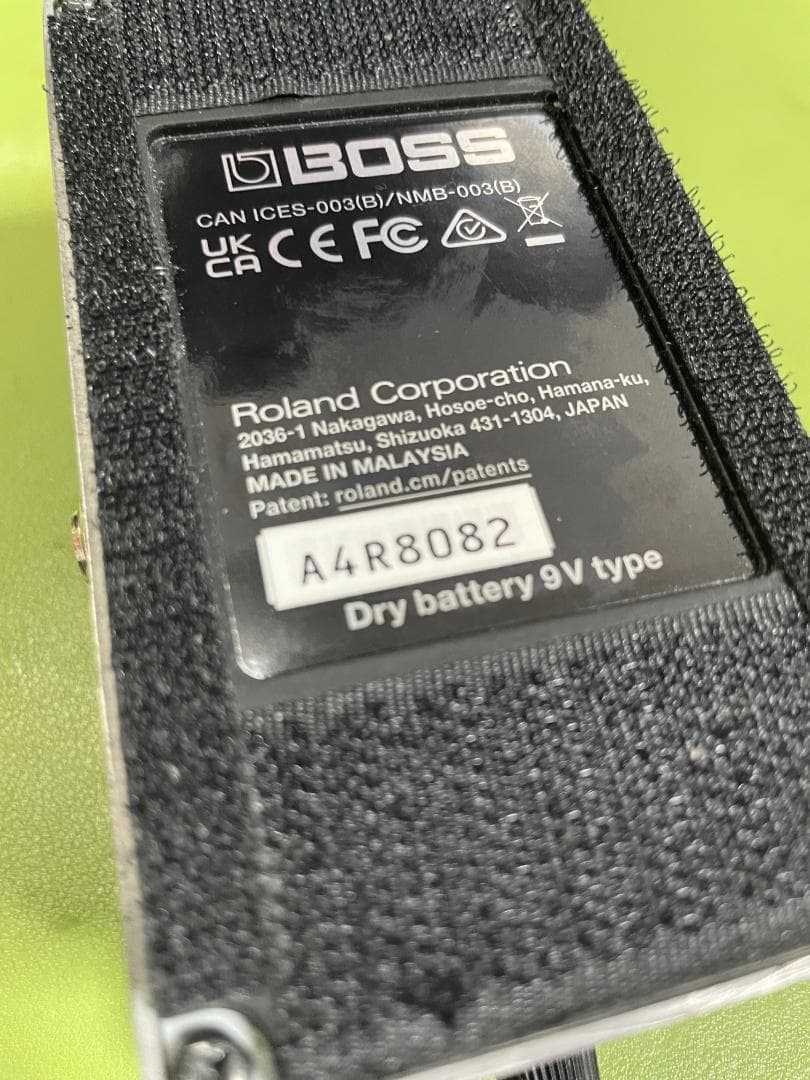 BOSS
CAN ICES-003(B)/NMB-003(B)
UK CA CE FC
Roland Corporation
2036-1 Nakagawa, Hosoe-cho, Hamana-ku,
Hamamatsu, Shizuoka 431-1304, JAPAN
MADE IN MALAYSIA
Patent: roland.cm/patents
A4R8082
Dry battery 9V type